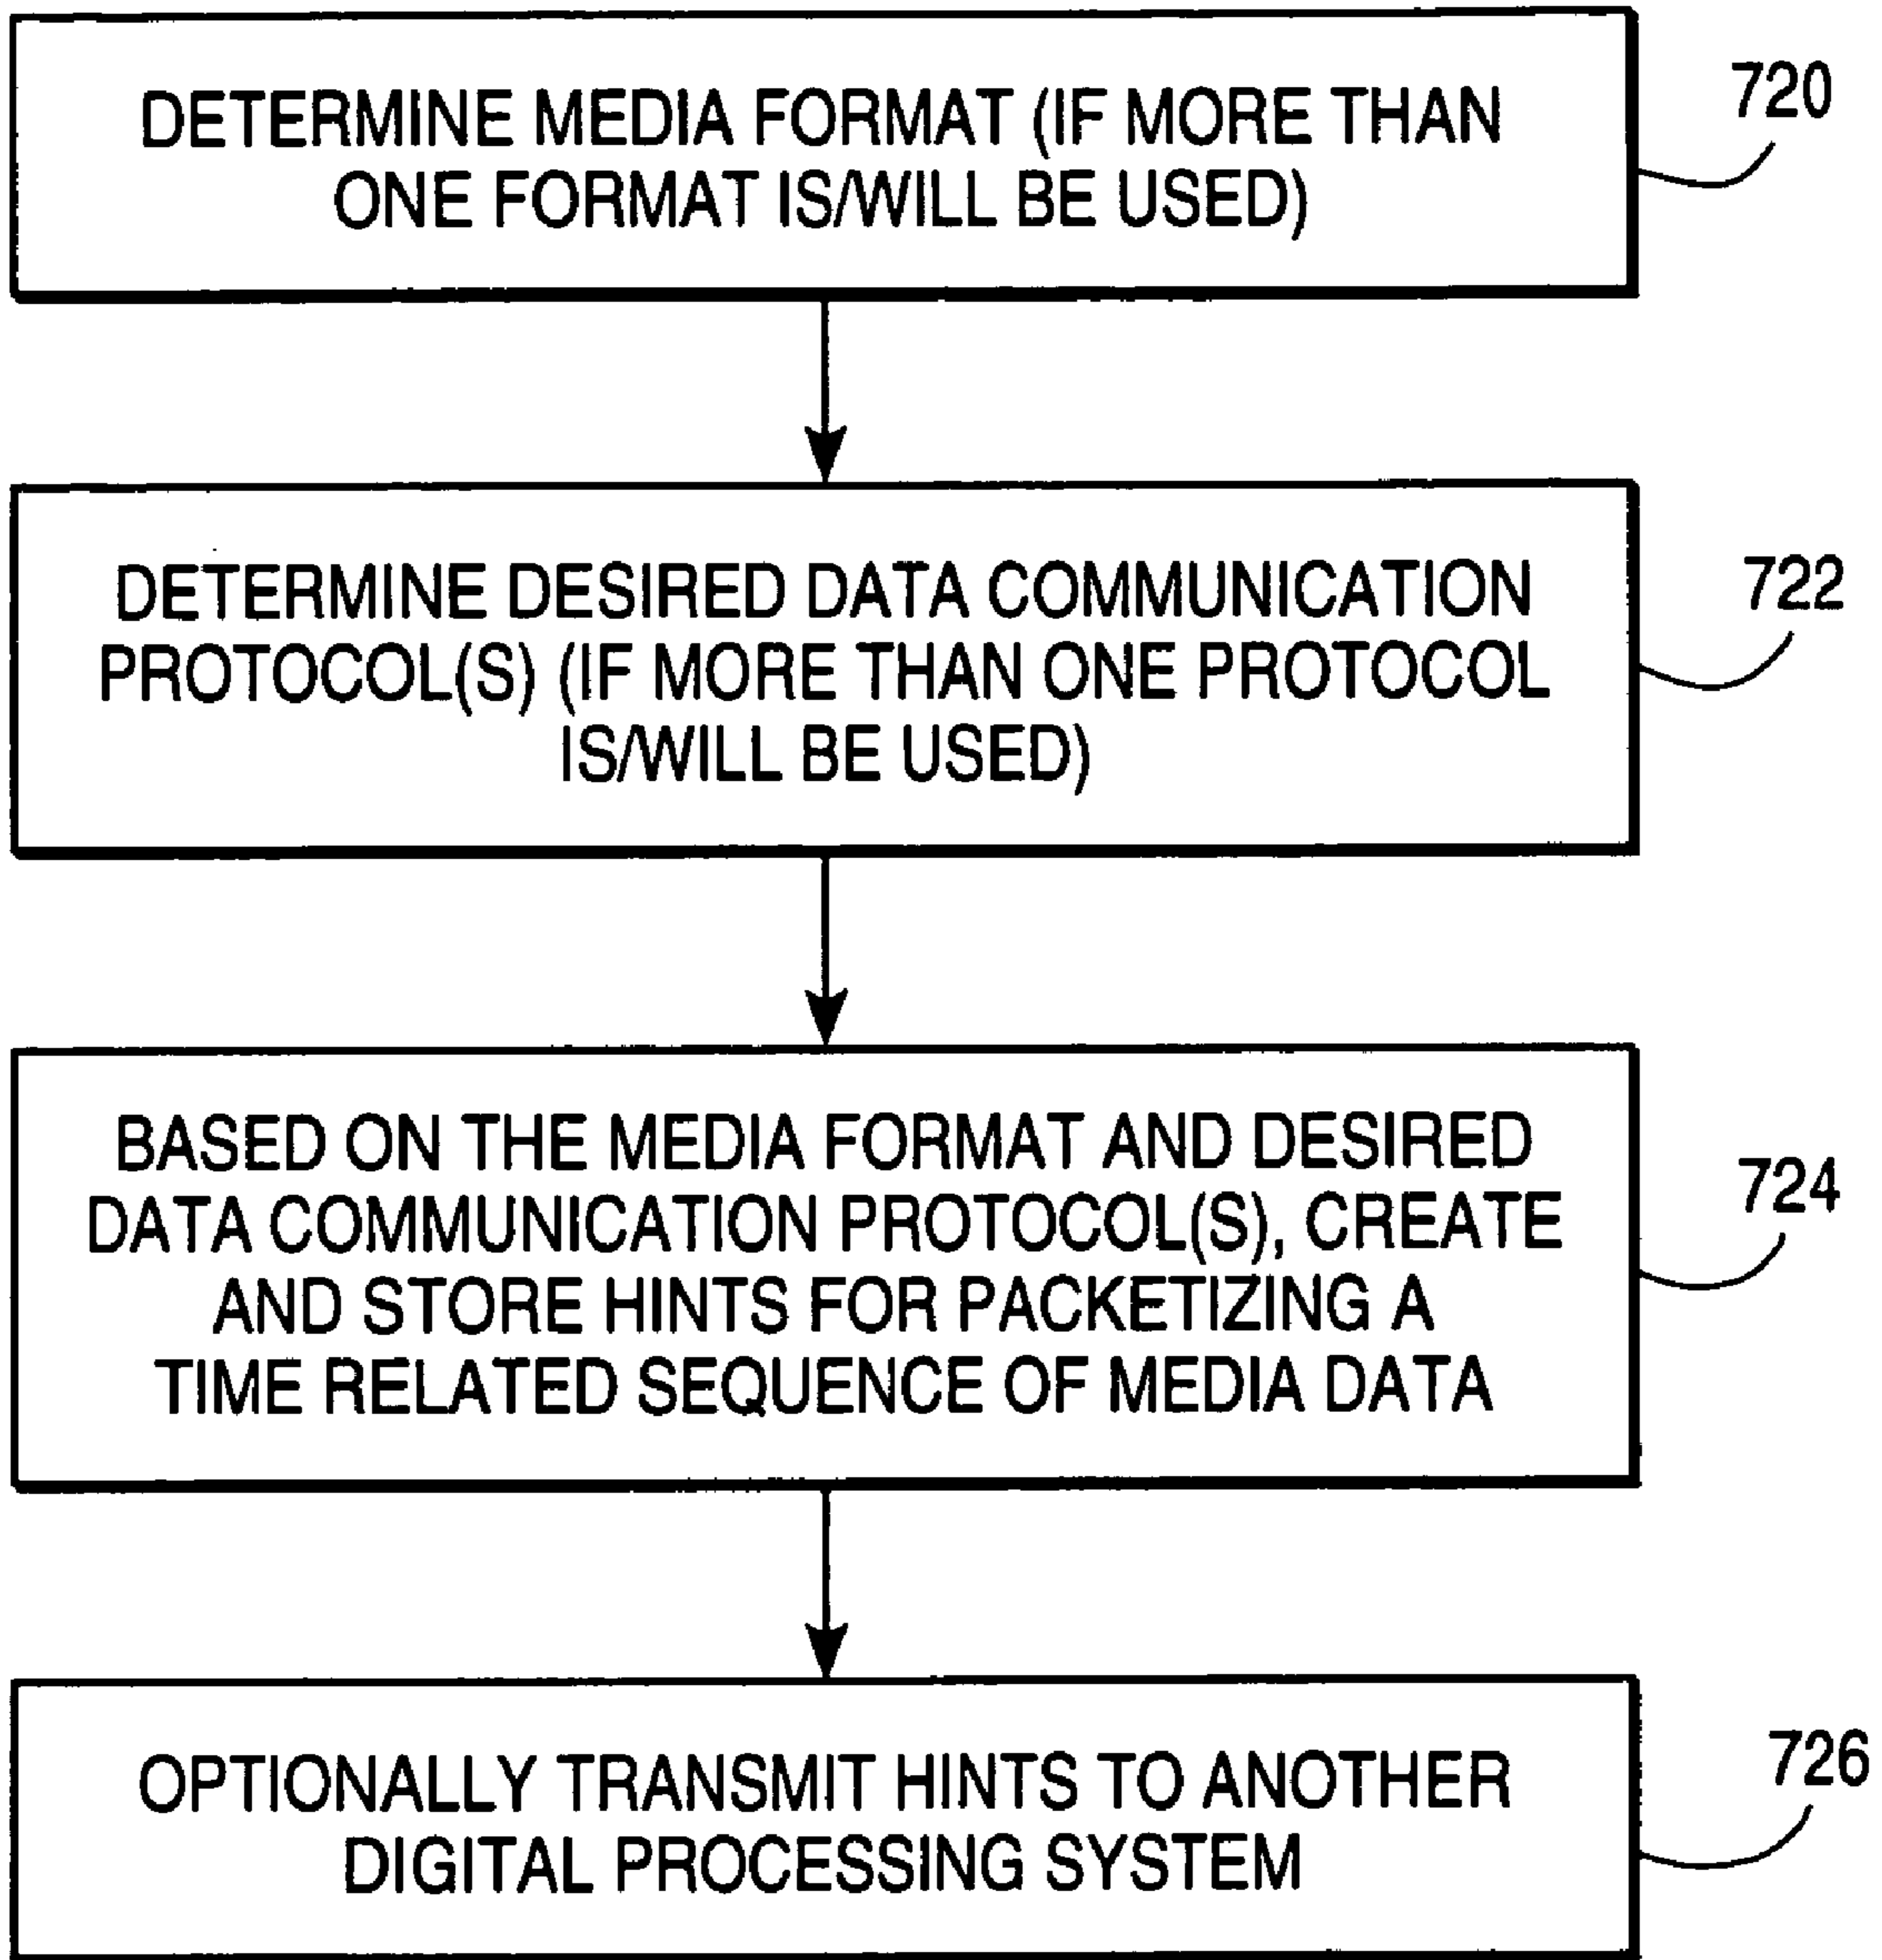 DETERMINE MEDIA FORMAT (IF MORE THAN
ONE FORMAT IS/WILL BE USED)
720
DETERMINE DESIRED DATA COMMUNICATION
PROTOCOL(S) (IF MORE THAN ONE PROTOCOL
IS/WILL BE USED)
722
BASED ON THE MEDIA FORMAT AND DESIRED
DATA COMMUNICATION PROTOCOL(S), CREATE
AND STORE HINTS FOR PACKETIZING A
TIME RELATED SEQUENCE OF MEDIA DATA
724
OPTIONALLY TRANSMIT HINTS TO ANOTHER
DIGITAL PROCESSING SYSTEM
726